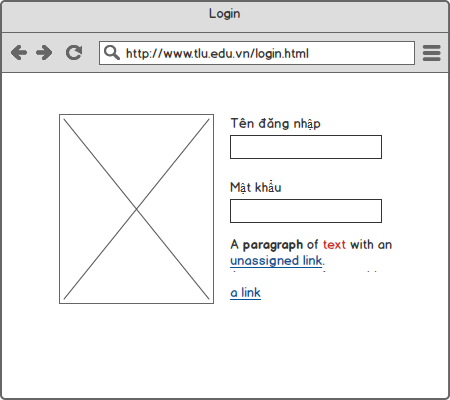 Login
http://www.tlu.edu.vn/login.html
Tên đăng nhập
Mật khẩu
A paragraph of text with an
unassigned link.
a link